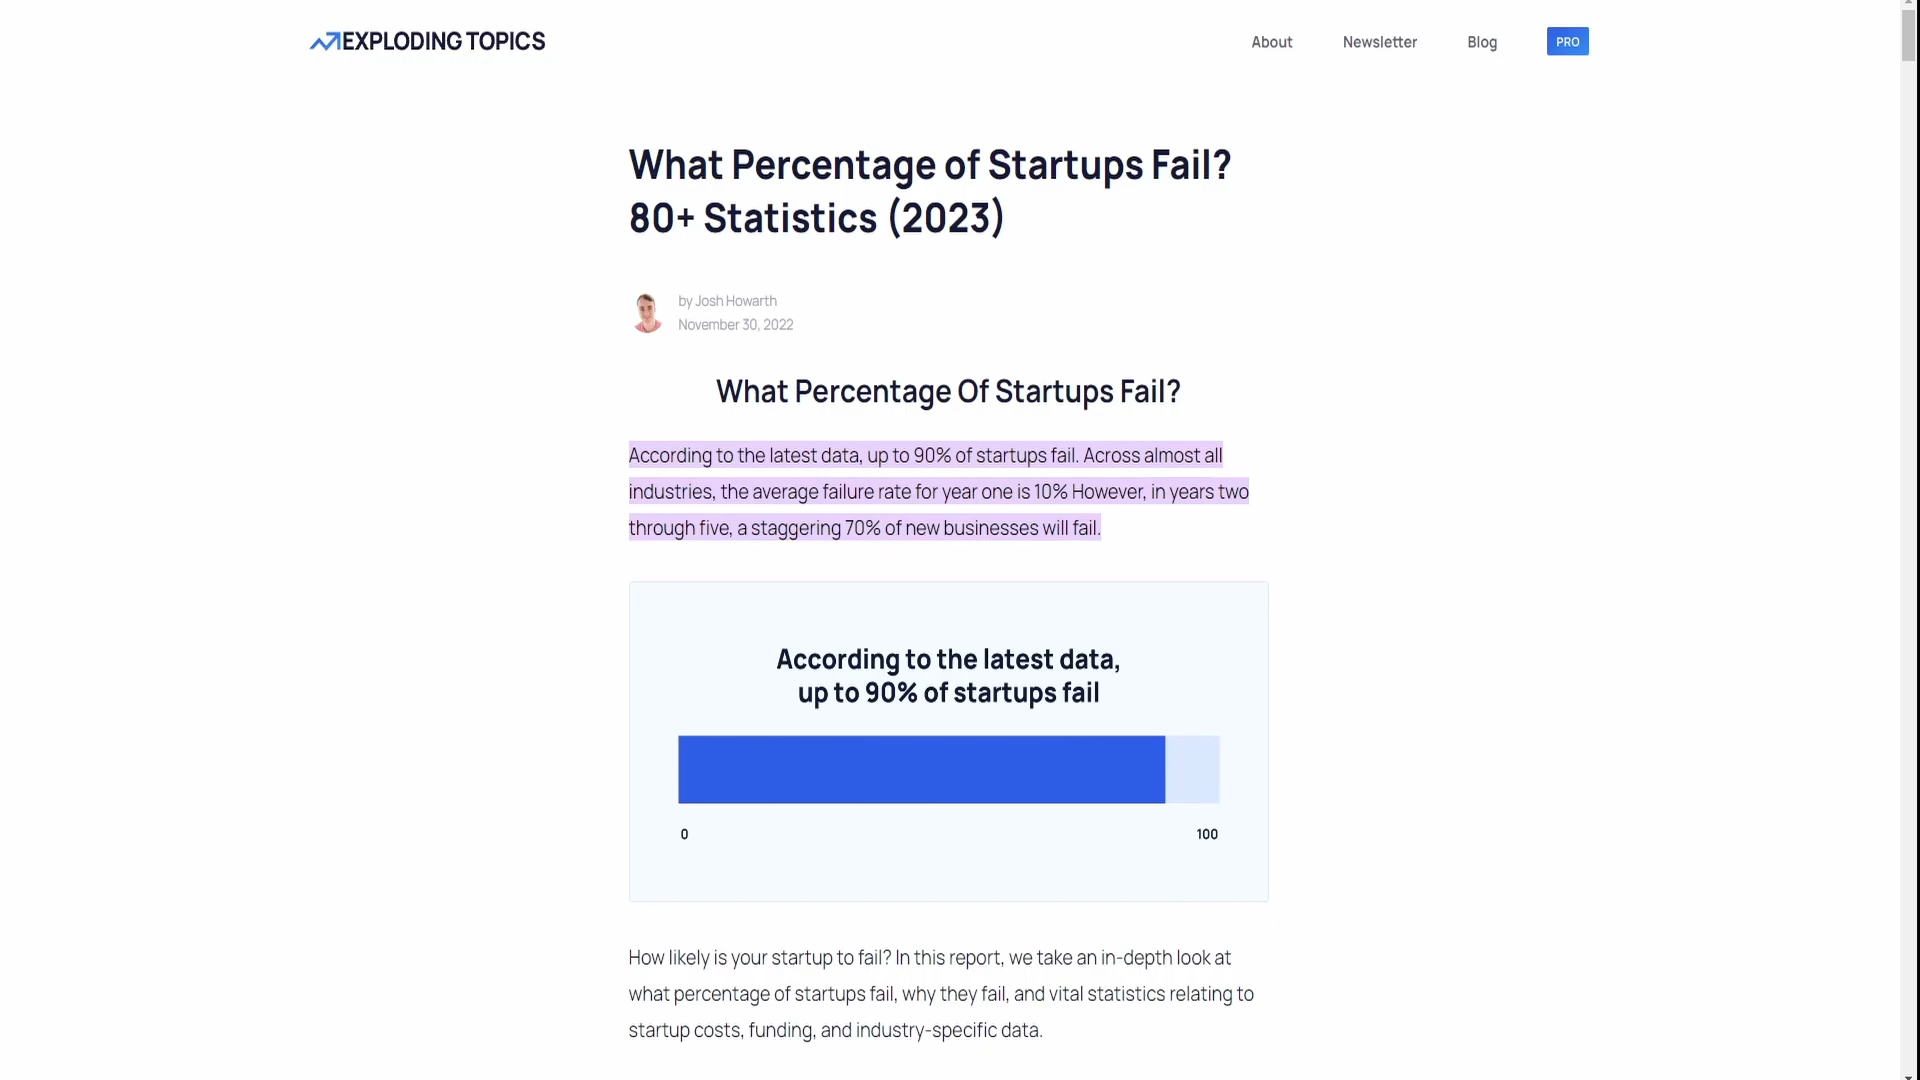 EXPLODING TOPICS
About
Newsletter
Blog
PRO
What Percentage of Startups Fail?
80+ Statistics (2023)
by Josh Howarth
November 30, 2022
What Percentage Of Startups Fail?
According to the latest data, up to 90% of startups fail. Across almost all
industries, the average failure rate for year one is 10% However, in years two
through five, a staggering 70% of new businesses will fail.
According to the latest data,
up to 90% of startups fail
0
100
How likely is your startup to fail? In this report, we take an in-depth look at
what percentage of startups fail, why they fail, and vital statistics relating to
startup costs, funding, and industry-specific data.